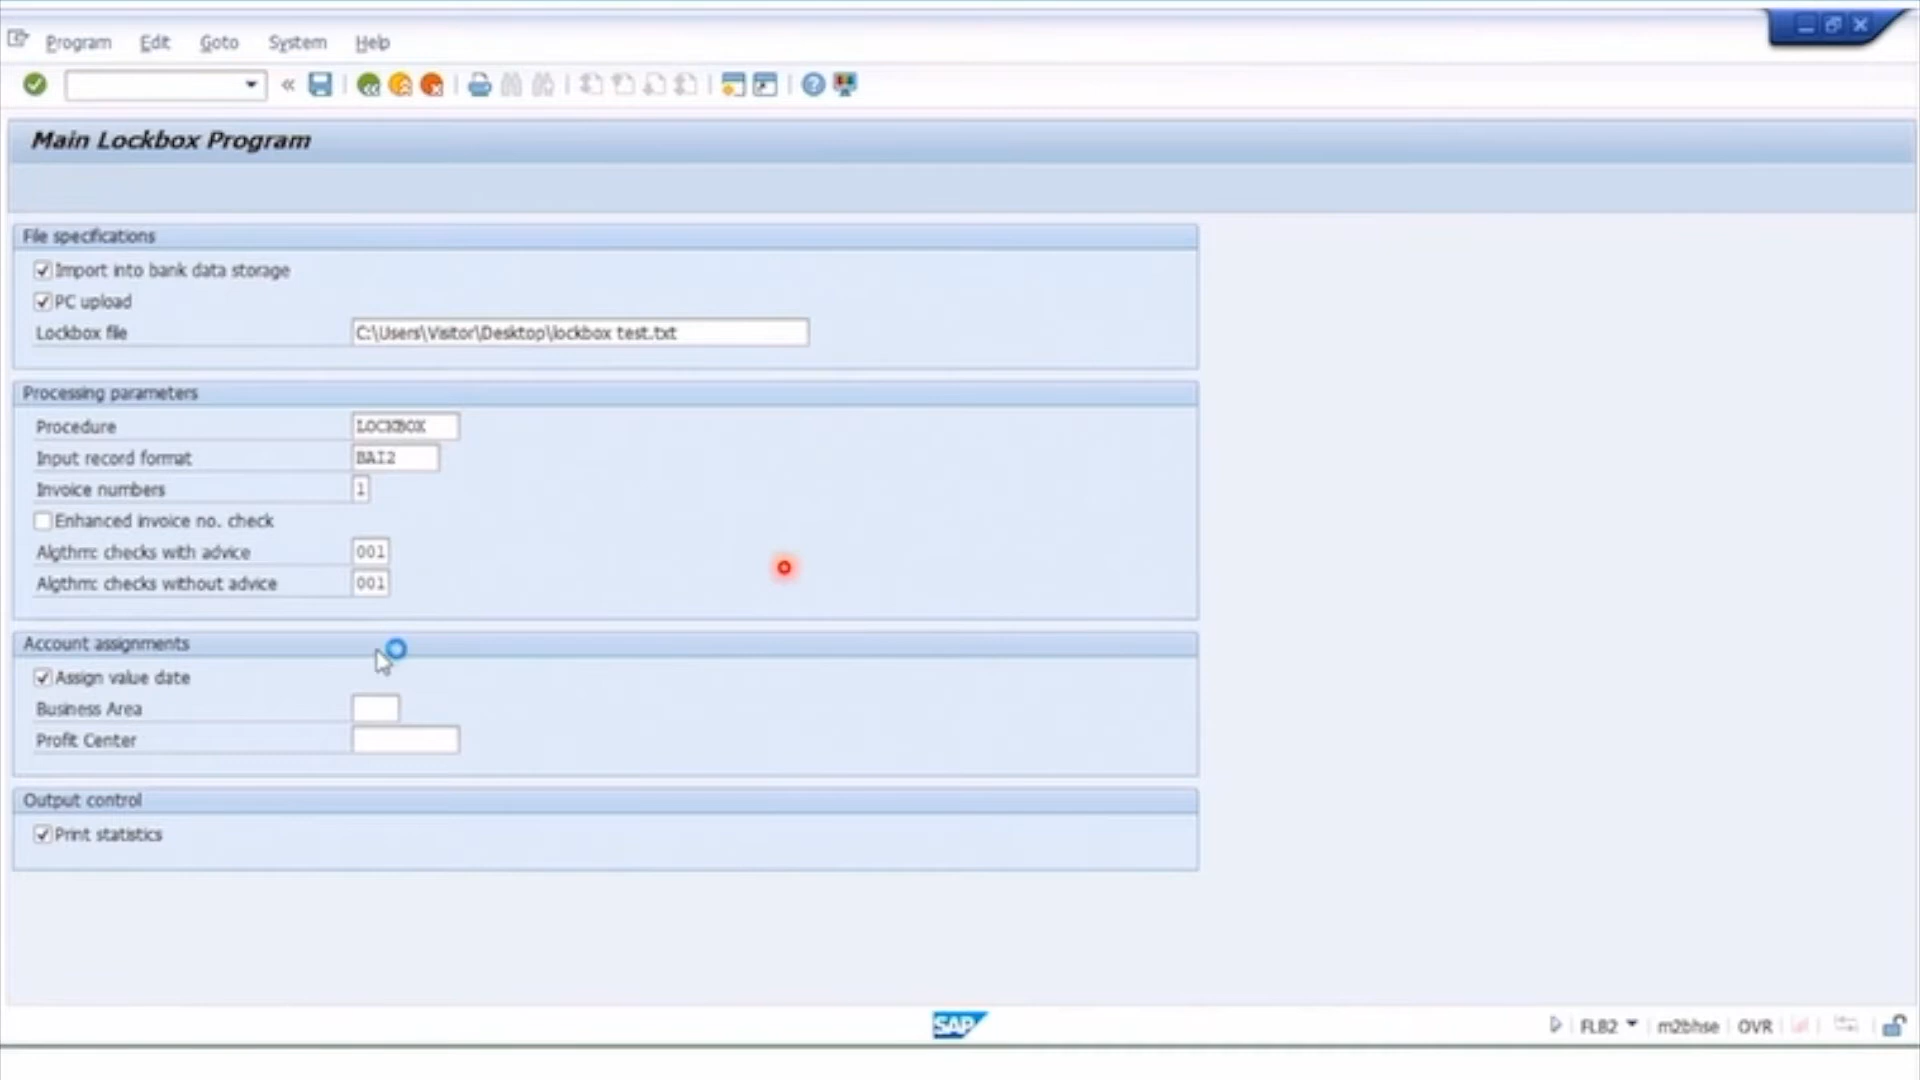 Program Edit Goto System Help
Main Lockbox Program
File specifications
Import into bank data storage
PC upload
Lockbox file C:\Users\Visitor\Desktop\lockbox test.txt
Processing parameters
Procedure LOCKBOX
Input record format BAI2
Invoice numbers 1
Enhanced invoice no. check
Algthm: checks with advice 001
Algthm: checks without advice 001
Account assignments
Assign value date
Business Area
Profit Center
Output control
Print statistics
SAP FLB2 m2bhse OVR